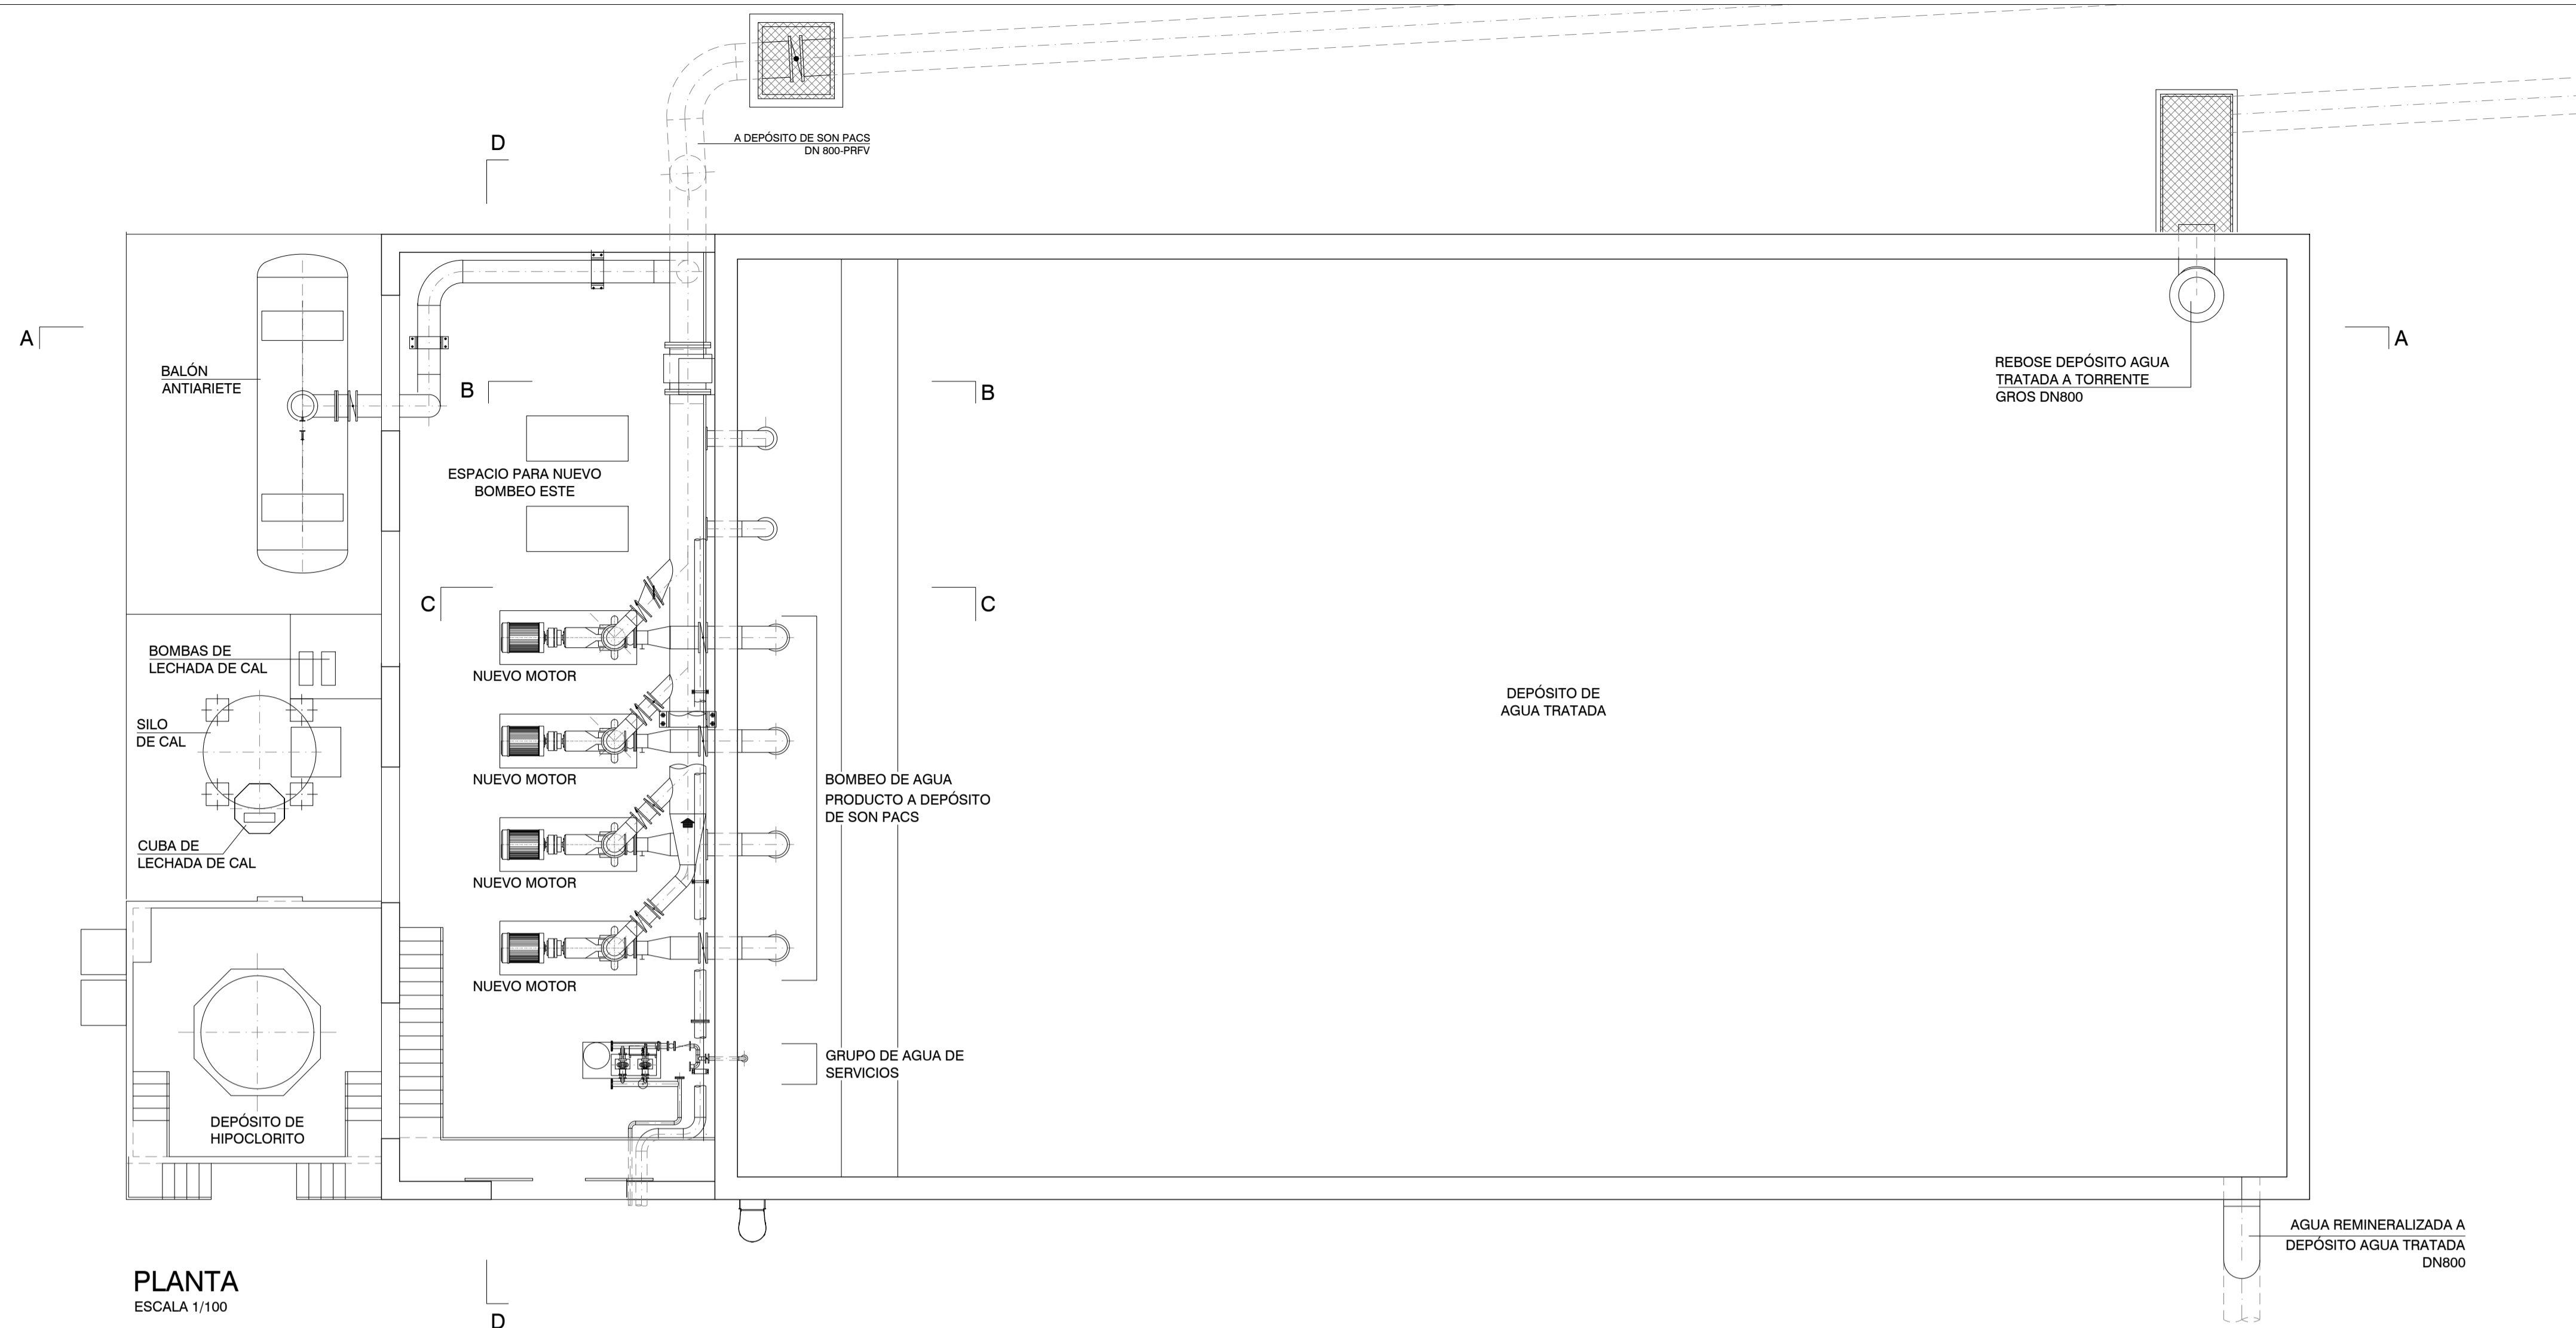 A DEPÓSITO DE SON PACS
DN 800-PRFV
D
A
A
BALÓN
ANTIARIETE
B
B
REBOSE DEPÓSITO AGUA
TRATADA A TORRENTE
GROS DN800
ESPACIO PARA NUEVO
BOMBEO ESTE
C
C
BOMBAS DE
LECHADA DE CAL
NUEVO MOTOR
SILO
DE CAL
DEPÓSITO DE
AGUA TRATADA
NUEVO MOTOR
BOMBEO DE AGUA
PRODUCTO A DEPÓSITO
DE SON PACS
CUBA DE
LECHADA DE CAL
NUEVO MOTOR
NUEVO MOTOR
GRUPO DE AGUA DE
SERVICIOS
DEPÓSITO DE
HIPOCLORITO
AGUA REMINERALIZADA A
DEPÓSITO AGUA TRATADA
DN800
PLANTA
ESCALA 1/100
D